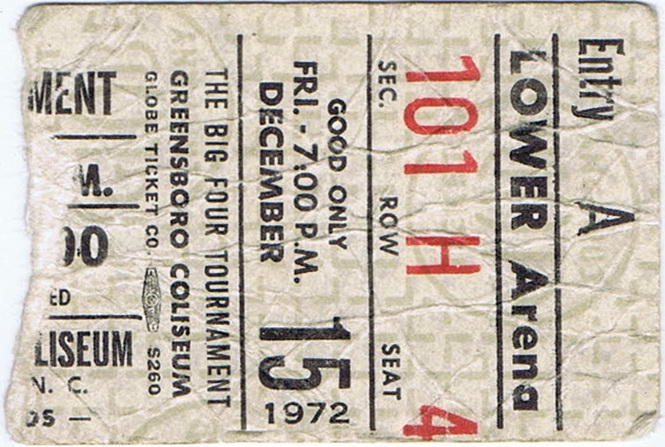 Entry A
LOWER Arena
101 H 4
SEC. ROW SEAT
GOOD ONLY
FRI. - 7:00 P.M.
DECEMBER 15
1972
THE BIG FOUR TOURNAMENT
GREENSBORO COLISEUM
GLOBE TICKET CO. S260
MENT
M.
00
ED
LISEUM
N. C.